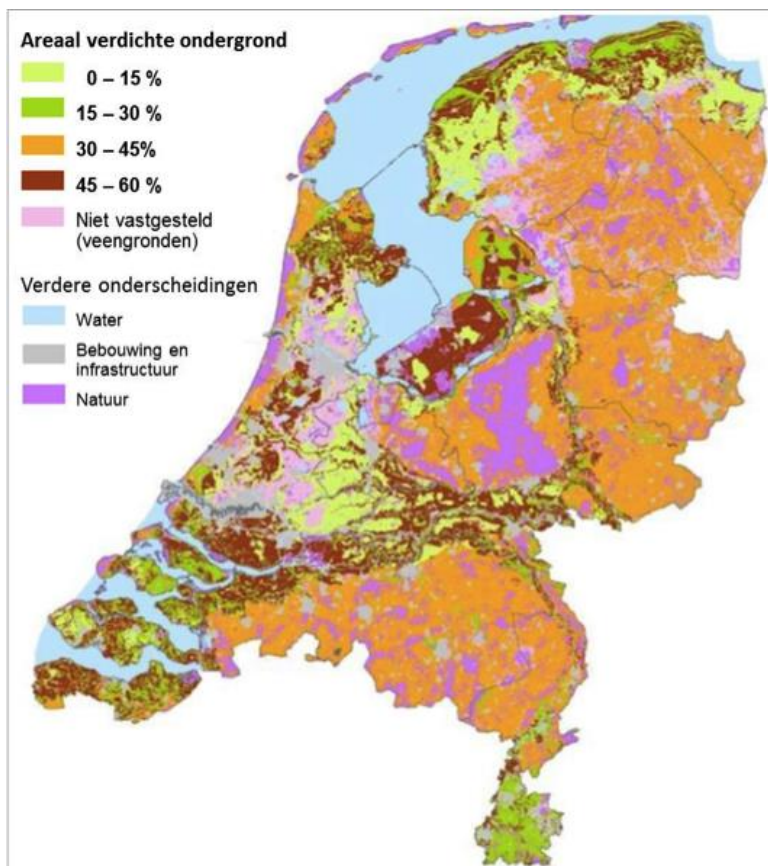 Areaal verdichte ondergrond
0 – 15 %
15 – 30 %
30 – 45%
45 – 60 %
Niet vastgesteld
(veengronden)
Verdere onderscheidingen
Water
Bebouwing en
infrastructuur
Natuur